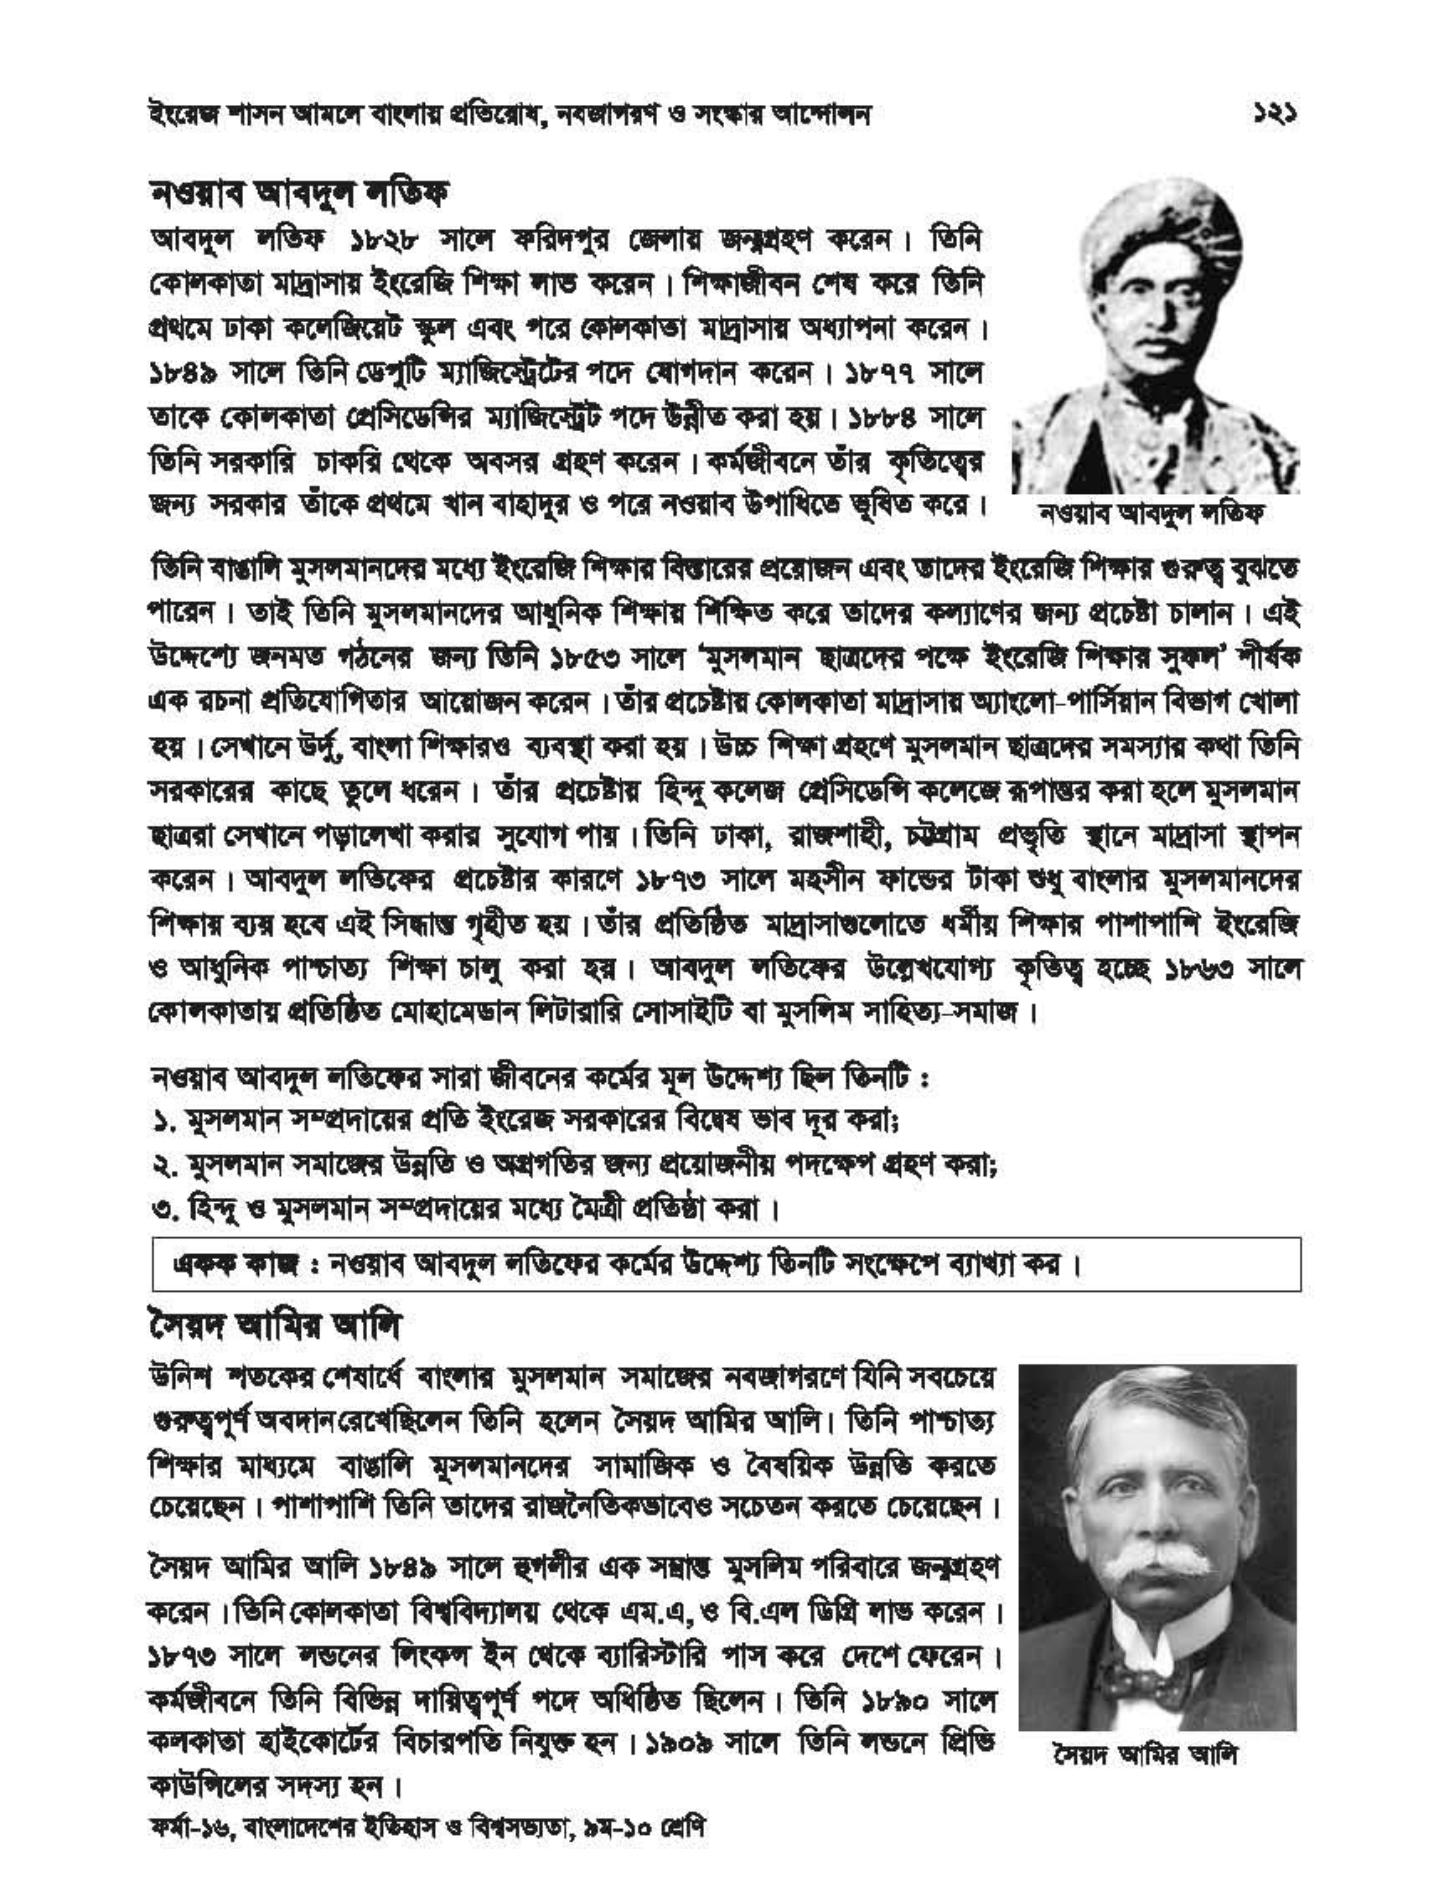 ইংরেজ শাসন আমলে বাংলায় প্রতিরোধ, নবজাগরণ ও সংস্কার আন্দোলন ১২১
নওয়াব আবদুল লতিফ
আবদুল লতিফ ১৮২৮ সালে ফরিদপুর জেলায় জন্মগ্রহণ করেন। তিনি
কোলকাতা মাদ্রাসায় ইংরেজি শিক্ষা লাভ করেন। শিক্ষাজীবন শেষ করে তিনি
প্রথমে ঢাকা কলেজিয়েট স্কুল এবং পরে কোলকাতা মাদ্রাসায় অধ্যাপনা করেন।
১৮৪৯ সালে তিনি ডেপুটি ম্যাজিস্ট্রেটের পদে যোগদান করেন। ১৮৭৭ সালে
তাকে কোলকাতা প্রেসিডেন্সির ম্যাজিস্ট্রেট পদে উন্নীত করা হয়। ১৮৮৪ সালে
তিনি সরকারি চাকরি থেকে অবসর গ্রহণ করেন। কর্মজীবনে তাঁর কৃতিত্বের
জন্য সরকার তাঁকে প্রথমে খান বাহাদুর ও পরে নওয়াব উপাধিতে ভূষিত করে।
নওয়াব আবদুল লতিফ
তিনি বাঙালি মুসলমানদের মধ্যে ইংরেজি শিক্ষার বিস্তারের প্রয়োজন এবং তাদের ইংরেজি শিক্ষার গুরুত্ব বুঝতে
পারেন। তাই তিনি মুসলমানদের আধুনিক শিক্ষায় শিক্ষিত করে তাদের কল্যাণের জন্য প্রচেষ্টা চালান। এই
উদ্দেশ্যে জনমত গঠনের জন্য তিনি ১৮৫৩ সালে ‘মুসলমান ছাত্রদের পক্ষে ইংরেজি শিক্ষার সুফল’ শীর্ষক
এক রচনা প্রতিযোগিতার আয়োজন করেন। তাঁর প্রচেষ্টায় কোলকাতা মাদ্রাসায় অ্যাংলো-পার্সিয়ান বিভাগ খোলা
হয়। সেখানে উর্দু, বাংলা শিক্ষারও ব্যবস্থা করা হয়। উচ্চ শিক্ষা গ্রহণে মুসলমান ছাত্রদের সমস্যার কথা তিনি
সরকারের কাছে তুলে ধরেন। তাঁর প্রচেষ্টায় হিন্দু কলেজ প্রেসিডেন্সি কলেজে রূপান্তর করা হলে মুসলমান
ছাত্ররা সেখানে পড়ালেখা করার সুযোগ পায়। তিনি ঢাকা, রাজশাহী, চট্টগ্রাম প্রভৃতি স্থানে মাদ্রাসা স্থাপন
করেন। আবদুল লতিফের প্রচেষ্টার কারণে ১৮৭৩ সালে মহসীন ফান্ডের টাকা শুধু বাংলার মুসলমানদের
শিক্ষায় ব্যয় হবে এই সিদ্ধান্ত গৃহীত হয়। তাঁর প্রতিষ্ঠিত মাদ্রাসাগুলোতে ধর্মীয় শিক্ষার পাশাপাশি ইংরেজি
ও আধুনিক পাশ্চাত্য শিক্ষা চালু করা হয়। আবদুল লতিফের উল্লেখযোগ্য কৃতিত্ব হচ্ছে ১৮৬৩ সালে
কোলকাতায় প্রতিষ্ঠিত মোহামেডান লিটারারি সোসাইটি বা মুসলিম সাহিত্য-সমাজ।
নওয়াব আবদুল লতিফের সারা জীবনের কর্মের মূল উদ্দেশ্য ছিল তিনটি :
১. মুসলমান সম্প্রদায়ের প্রতি ইংরেজ সরকারের বিদ্বেষ ভাব দূর করা;
২. মুসলমান সমাজের উন্নতি ও অগ্রগতির জন্য প্রয়োজনীয় পদক্ষেপ গ্রহণ করা;
৩. হিন্দু ও মুসলমান সম্প্রদায়ের মধ্যে মৈত্রী প্রতিষ্ঠা করা।
একক কাজ : নওয়াব আবদুল লতিফের কর্মের উদ্দেশ্য তিনটি সংক্ষেপে ব্যাখ্যা কর।
সৈয়দ আমির আলি
উনিশ শতকের শেষার্ধে বাংলার মুসলমান সমাজের নবজাগরণে যিনি সবচেয়ে
গুরুত্বপূর্ণ অবদান রেখেছিলেন তিনি হলেন সৈয়দ আমির আলি। তিনি পাশ্চাত্য
শিক্ষার মাধ্যমে বাঙালি মুসলমানদের সামাজিক ও বৈষয়িক উন্নতি করতে
চেয়েছেন। পাশাপাশি তিনি তাদের রাজনৈতিকভাবেও সচেতন করতে চেয়েছেন।
সৈয়দ আমির আলি ১৮৪৯ সালে হুগলীর এক সম্ভ্রান্ত মুসলিম পরিবারে জন্মগ্রহণ
করেন। তিনি কোলকাতা বিশ্ববিদ্যালয় থেকে এম.এ, ও বি.এল ডিগ্রি লাভ করেন।
১৮৭৩ সালে লন্ডনের লিংকল ইন থেকে ব্যারিস্টারি পাস করে দেশে ফেরেন।
কর্মজীবনে তিনি বিভিন্ন দায়িত্বপূর্ণ পদে অধিষ্ঠিত ছিলেন। তিনি ১৮৯০ সালে
কলকাতা হাইকোর্টের বিচারপতি নিযুক্ত হন। ১৯০৯ সালে তিনি লন্ডনে প্রিভি
কাউন্সিলের সদস্য হন।
সৈয়দ আমির আলি
ফর্মা-১৬, বাংলাদেশের ইতিহাস ও বিশ্বসভ্যতা, ৯ম-১০ শ্রেণি